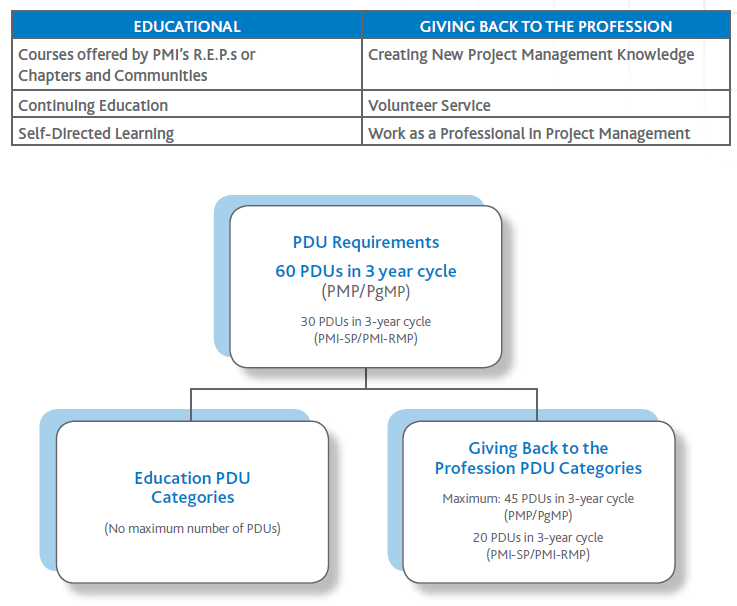 EDUCATIONAL
GIVING BACK TO THE PROFESSION
Courses offered by PMI's R.E.P.s or
Chapters and Communities
Creating New Project Management Knowledge
Continuing Education
Volunteer Service
Self-Directed Learning
Work as a Professional in Project Management
PDU Requirements
60 PDUs in 3 year cycle
(PMP/PgMP)
30 PDUs in 3-year cycle
(PMI-SP/PMI-RMP)
Education PDU
Categories
(No maximum number of PDUs)
Giving Back to the
Profession PDU Categories
Maximum: 45 PDUs in 3-year cycle
(PMP/PgMP)
20 PDUs in 3-year cycle
(PMI-SP/PMI-RMP)